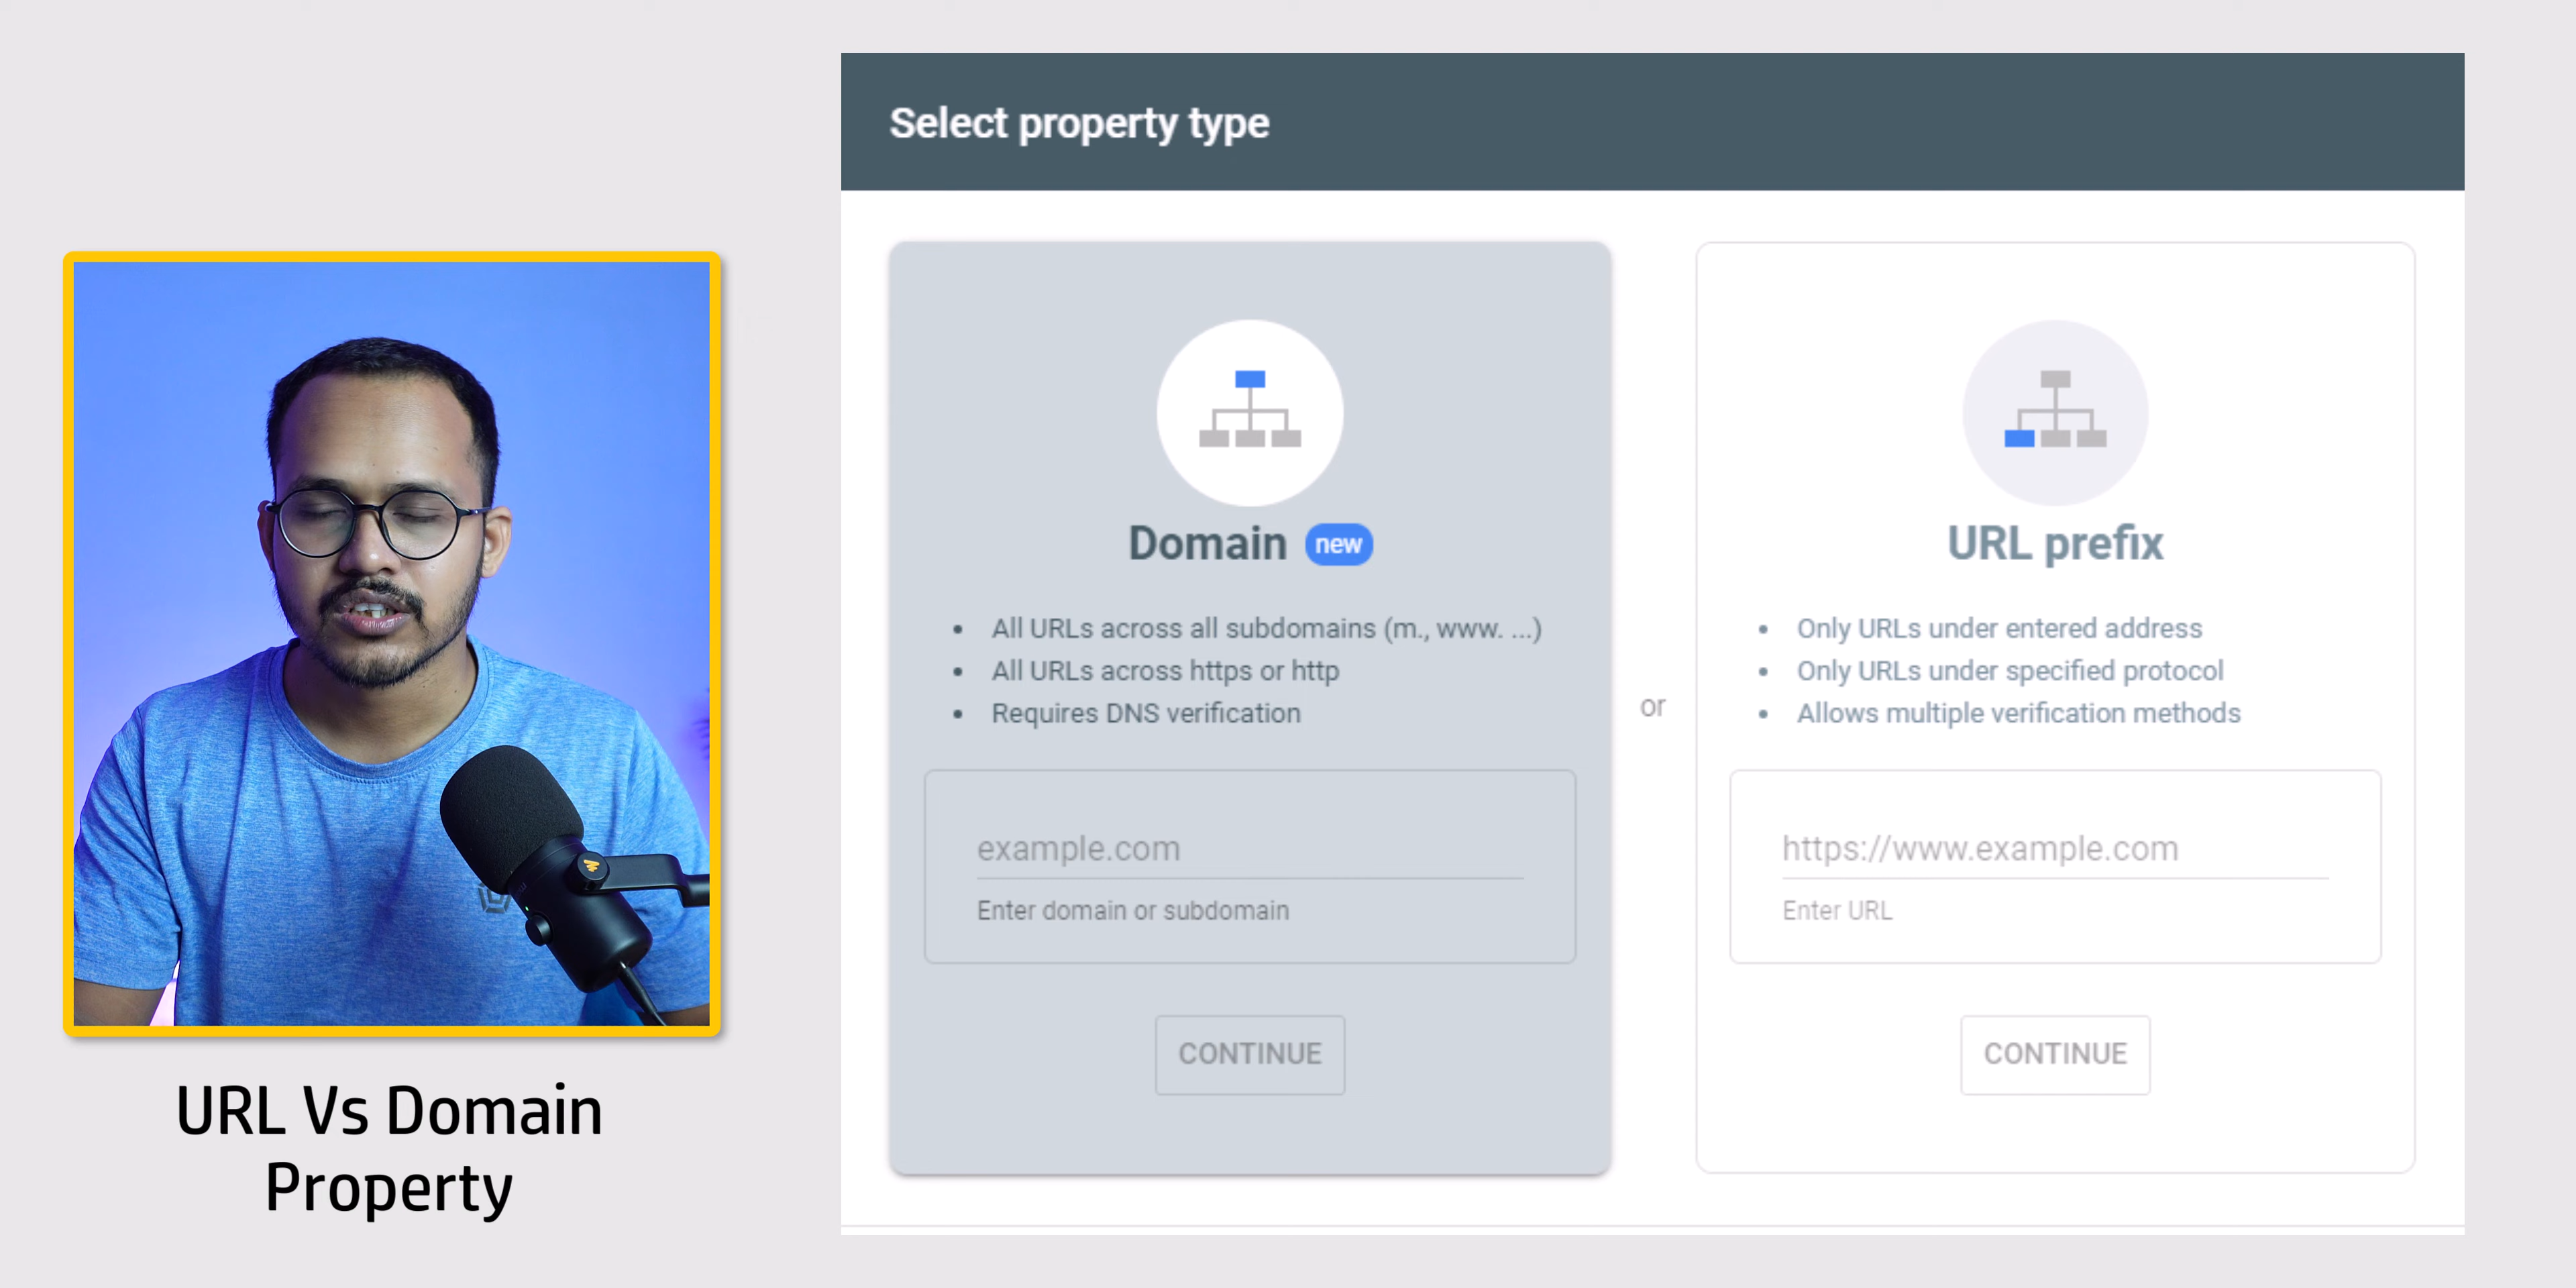 Select property type
Domain new
All URLs across all subdomains (m., www. ...)
All URLs across https or http
Requires DNS verification
example.com
Enter domain or subdomain
CONTINUE
or
URL prefix
Only URLs under entered address
Only URLs under specified protocol
Allows multiple verification methods
https://www.example.com
Enter URL
CONTINUE
URL Vs Domain
Property